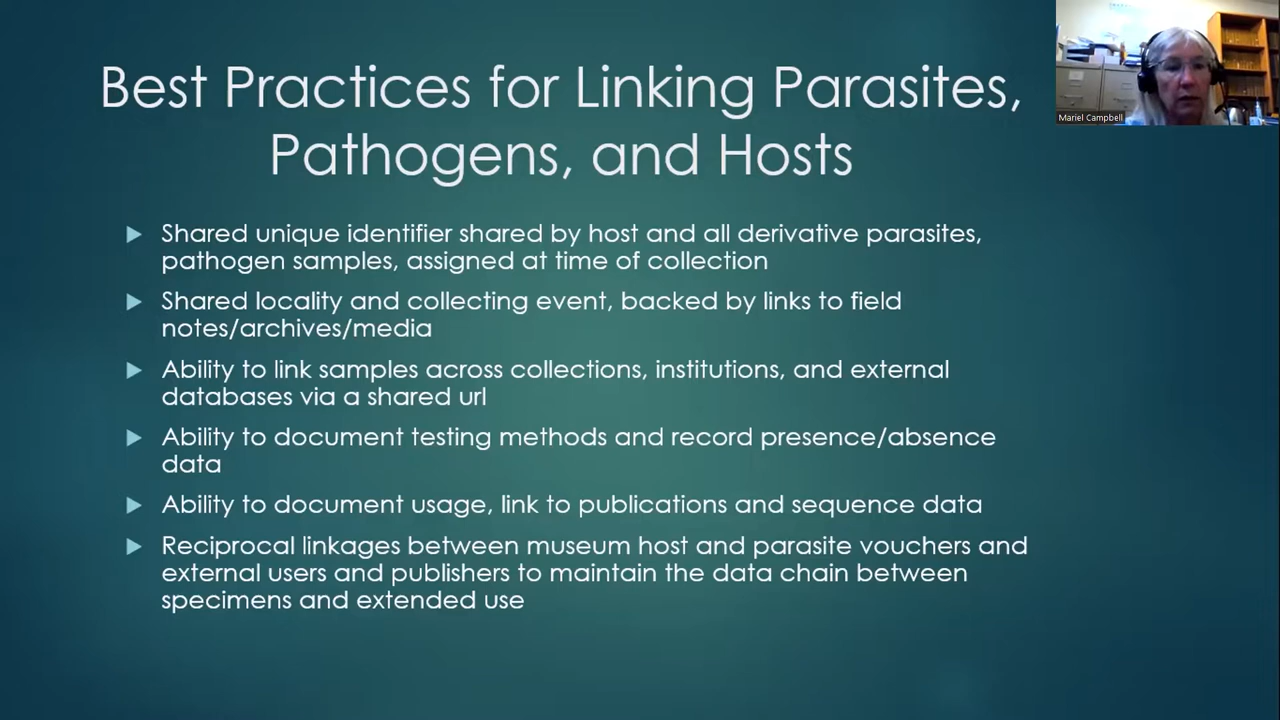 Best Practices for Linking Parasites,
Pathogens, and Hosts
Shared unique identifier shared by host and all derivative parasites,
pathogen samples, assigned at time of collection
Shared locality and collecting event, backed by links to field
notes/archives/media
Ability to link samples across collections, institutions, and external
databases via a shared url
Ability to document testing methods and record presence/absence
data
Ability to document usage, link to publications and sequence data
Reciprocal linkages between museum host and parasite vouchers and
external users and publishers to maintain the data chain between
specimens and extended use
Mariel Campbell